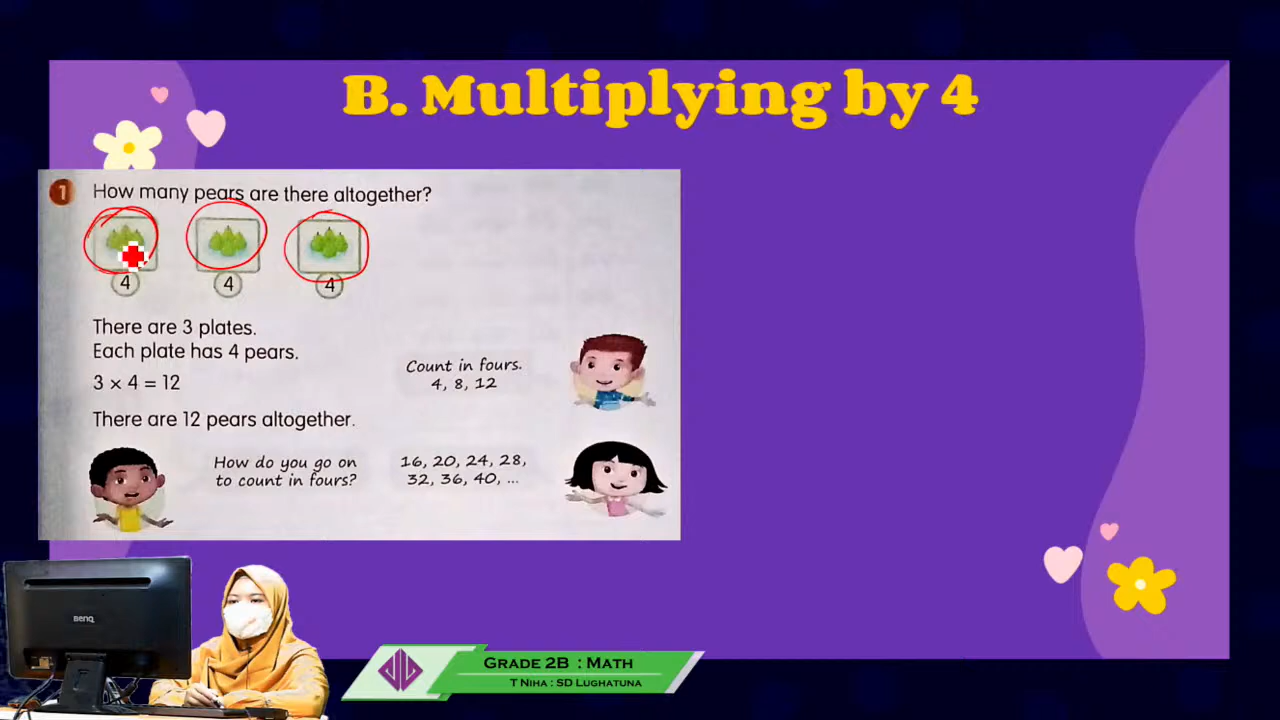 B. Multiplying by 4
1 How many pears are there altogether?
4 4 4
There are 3 plates.
Each plate has 4 pears.
3 × 4 = 12
There are 12 pears altogether.
Count in fours.
4, 8, 12
How do you go on
to count in fours?
16, 20, 24, 28,
32, 36, 40, ...
BenQ
Grade 2B : Math
T Niha : SD Lughatuna